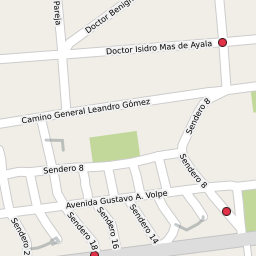 Pareja
Doctor Benig
Doctor Isidro Mas de Ayala
Camino General Leandro Gómez
Sendero 8
Sendero 8
Sendero 8
Avenida Gustavo A. Volpe
Sendero 2
Sendero 18
Sendero 16
Sendero 14